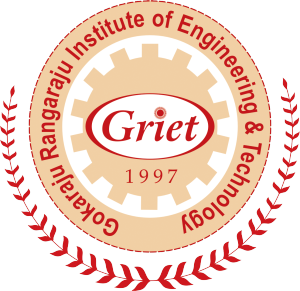 Gokaraju Rangaraju Institute of Engineering & Technology
Griet
1997